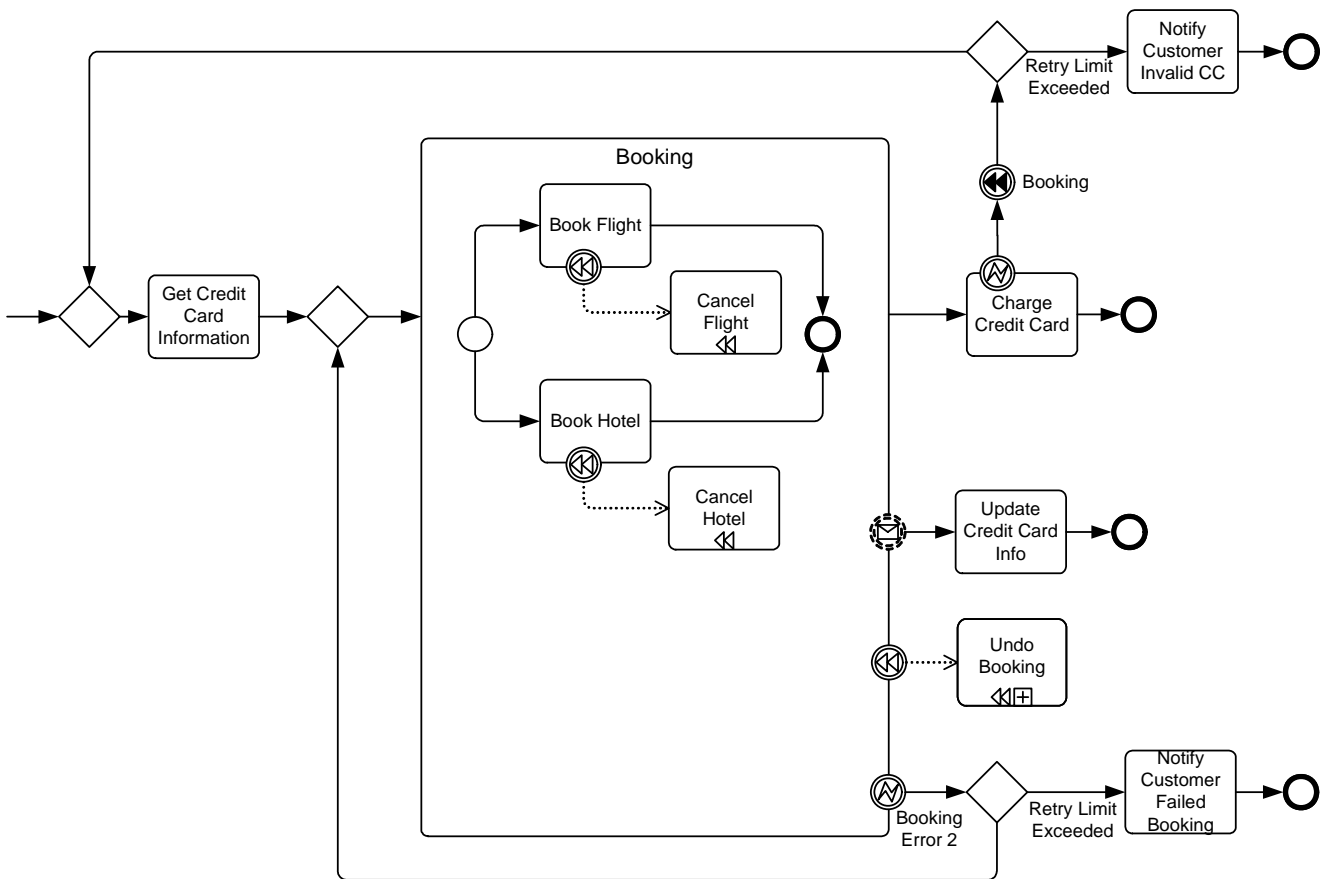 Notify
Customer
Invalid CC
Retry Limit
Exceeded
Booking
Booking
Book Flight
Get Credit
Card
Information
Cancel
Flight
Charge
Credit Card
Book Hotel
Cancel
Hotel
Update
Credit Card
Info
Undo
Booking
Notify
Customer
Failed
Booking
Retry Limit
Exceeded
Booking
Error 2